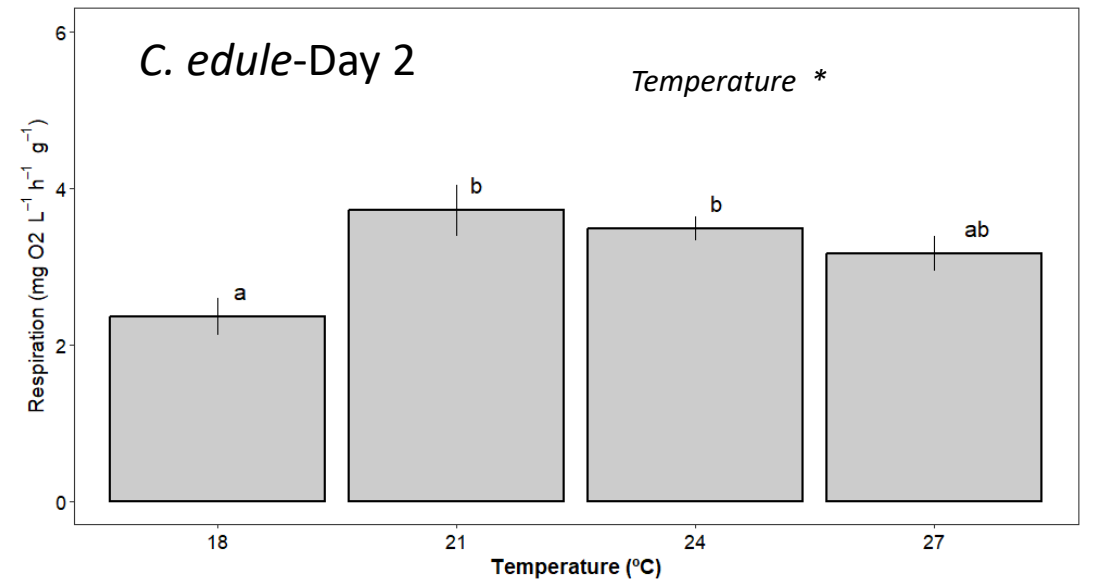 C. edule-Day 2
Temperature *
Respiration (mg O2 L⁻¹ h⁻¹ g⁻¹)
6
4
2
0
a
b
b
ab
18 21 24 27
Temperature (ºC)